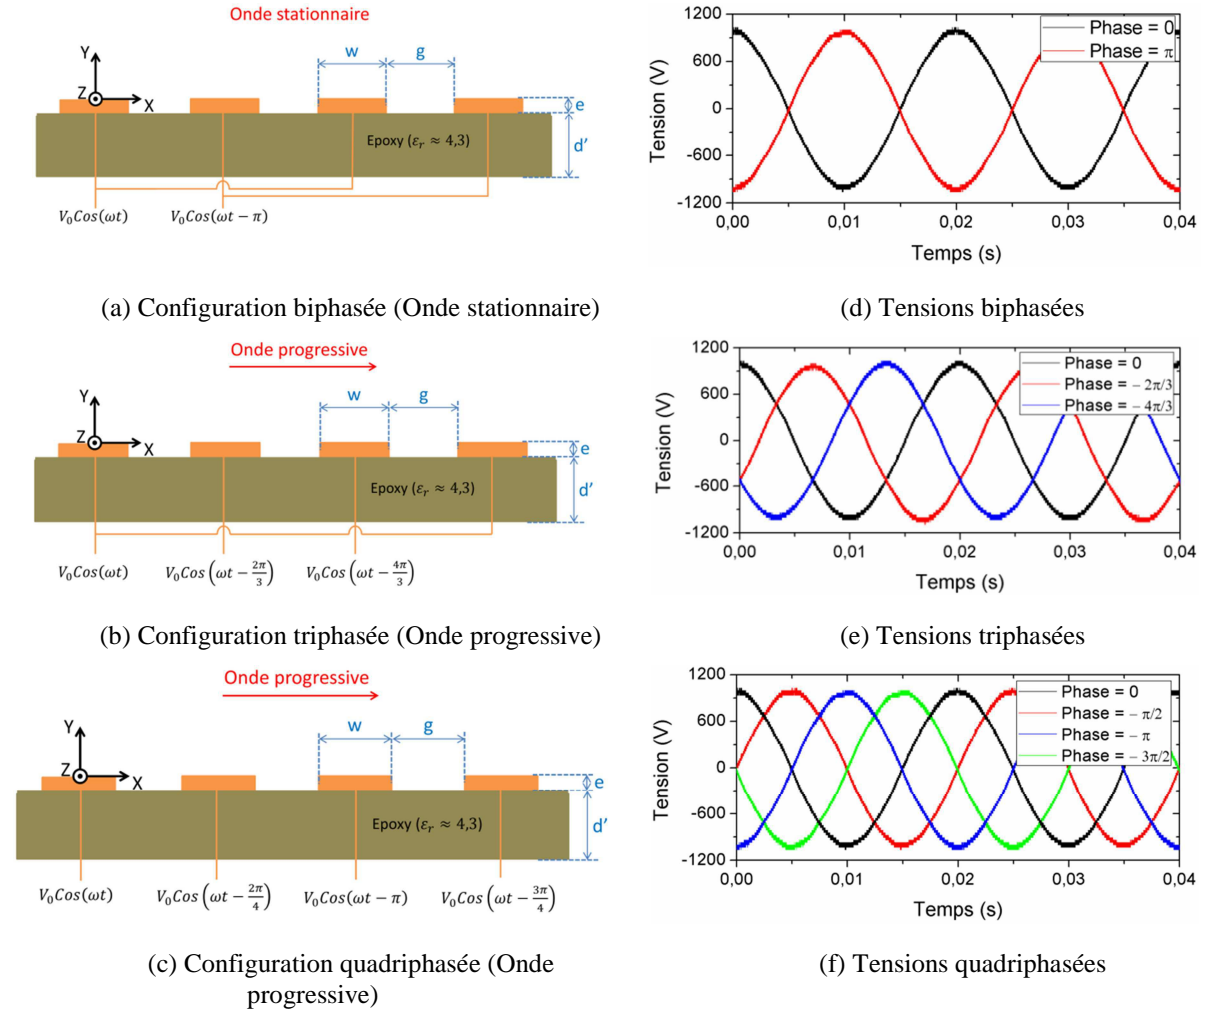 Onde stationnaire
w
g
Y
Z
X
e
Epoxy (εr ≈ 4,3)
d'
V0Cos(ωt)
V0Cos(ωt − π)
1200
600
0
-600
-1200
Tension (V)
Phase = 0
Phase = π
0,00
0,01
0,02
0,03
0,04
Temps (s)
(a) Configuration biphasée (Onde stationnaire)
(d) Tensions biphasées
Onde progressive
w
g
Y
Z
X
e
Epoxy (εr ≈ 4,3)
d'
V0Cos(ωt)
V0Cos(ωt − 2π/3)
V0Cos(ωt − 4π/3)
1200
600
0
-600
-1200
Tension (V)
Phase = 0
Phase = − 2π/3
Phase = − 4π/3
0,00
0,01
0,02
0,03
0,04
Temps (s)
(b) Configuration triphasée (Onde progressive)
(e) Tensions triphasées
Onde progressive
w
g
Y
Z
X
e
Epoxy (εr ≈ 4,3)
d'
V0Cos(ωt)
V0Cos(ωt − 2π/4)
V0Cos(ωt − π)
V0Cos(ωt − 3π/4)
1200
600
0
-600
-1200
Tension (V)
Phase = 0
Phase = − π/2
Phase = − π
Phase = − 3π/2
0,00
0,01
0,02
0,03
0,04
Temps (s)
(c) Configuration quadriphasée (Onde
progressive)
(f) Tensions quadriphasées